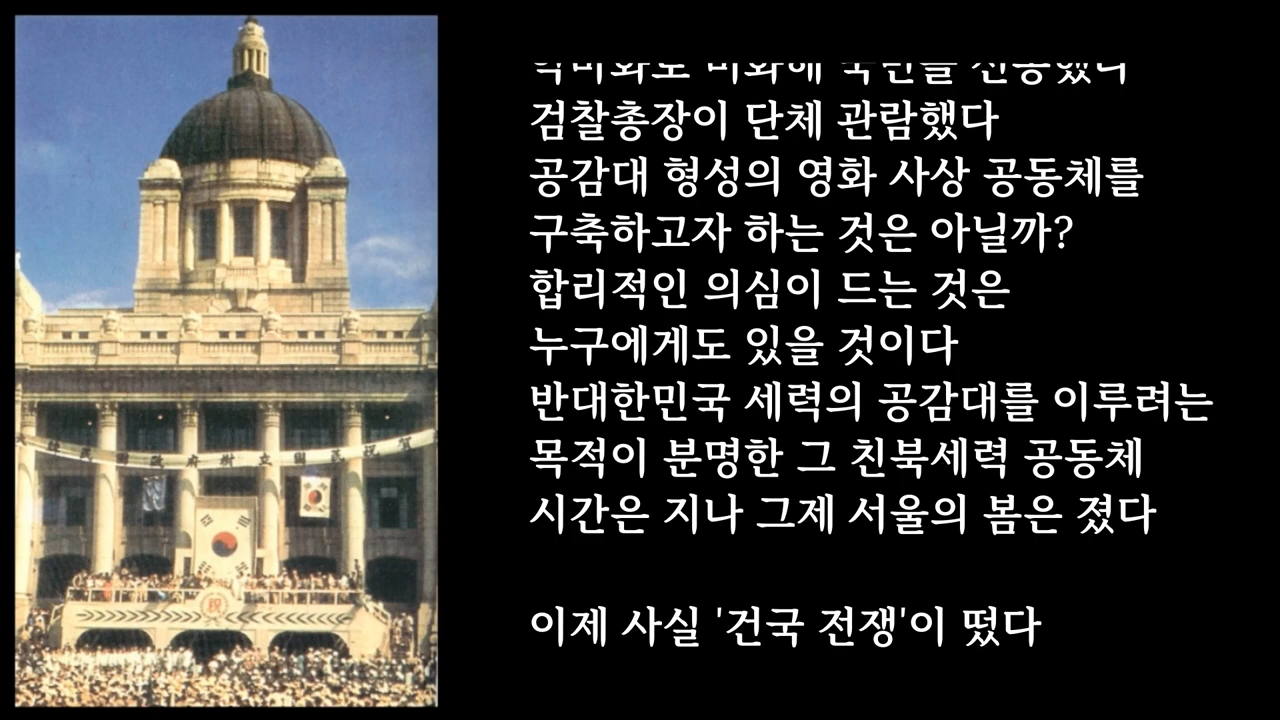 검찰총장이 단체 관람했다
공감대 형성의 영화 사상 공동체를
구축하고자 하는 것은 아닐까?
합리적인 의심이 드는 것은
누구에게도 있을 것이다
반대한민국 세력의 공감대를 이루려는
목적이 분명한 그 친북세력 공동체
시간은 지나 그제 서울의 봄은 졌다
이제 사실 '건국 전쟁'이 떴다
祝